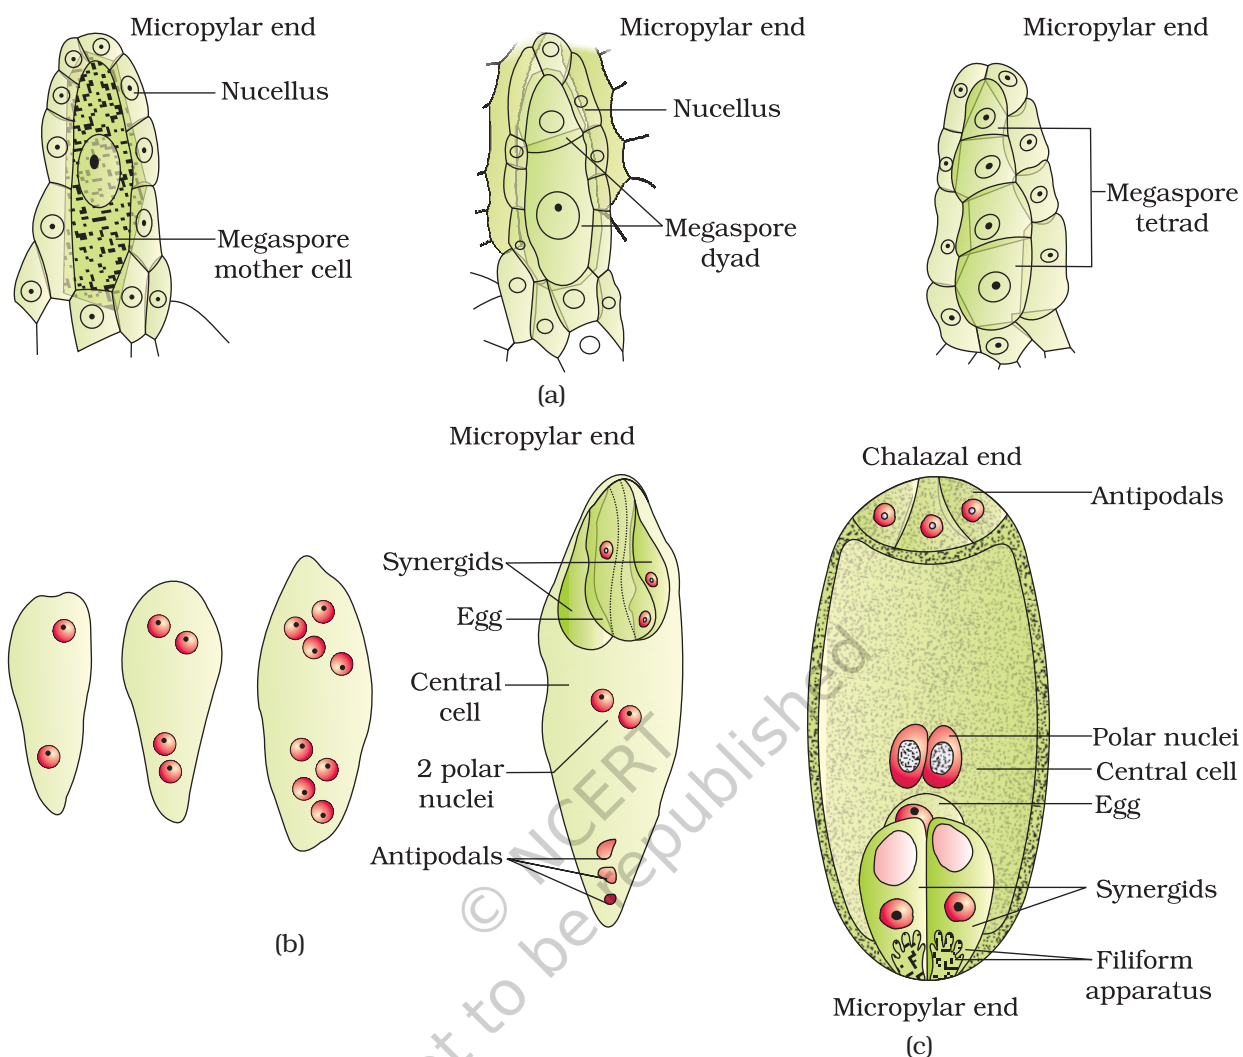 Micropylar end
Micropylar end
Micropylar end
Nucellus
Nucellus
Megaspore
mother cell
Megaspore
dyad
Megaspore
tetrad
(a)
Micropylar end
Synergids
Egg
Central
cell
2 polar
nuclei
Antipodals
(b)
Chalazal end
Antipodals
Polar nuclei
Central cell
Egg
Synergids
Filiform
apparatus
Micropylar end
(c)
© NCERT
t to be republished